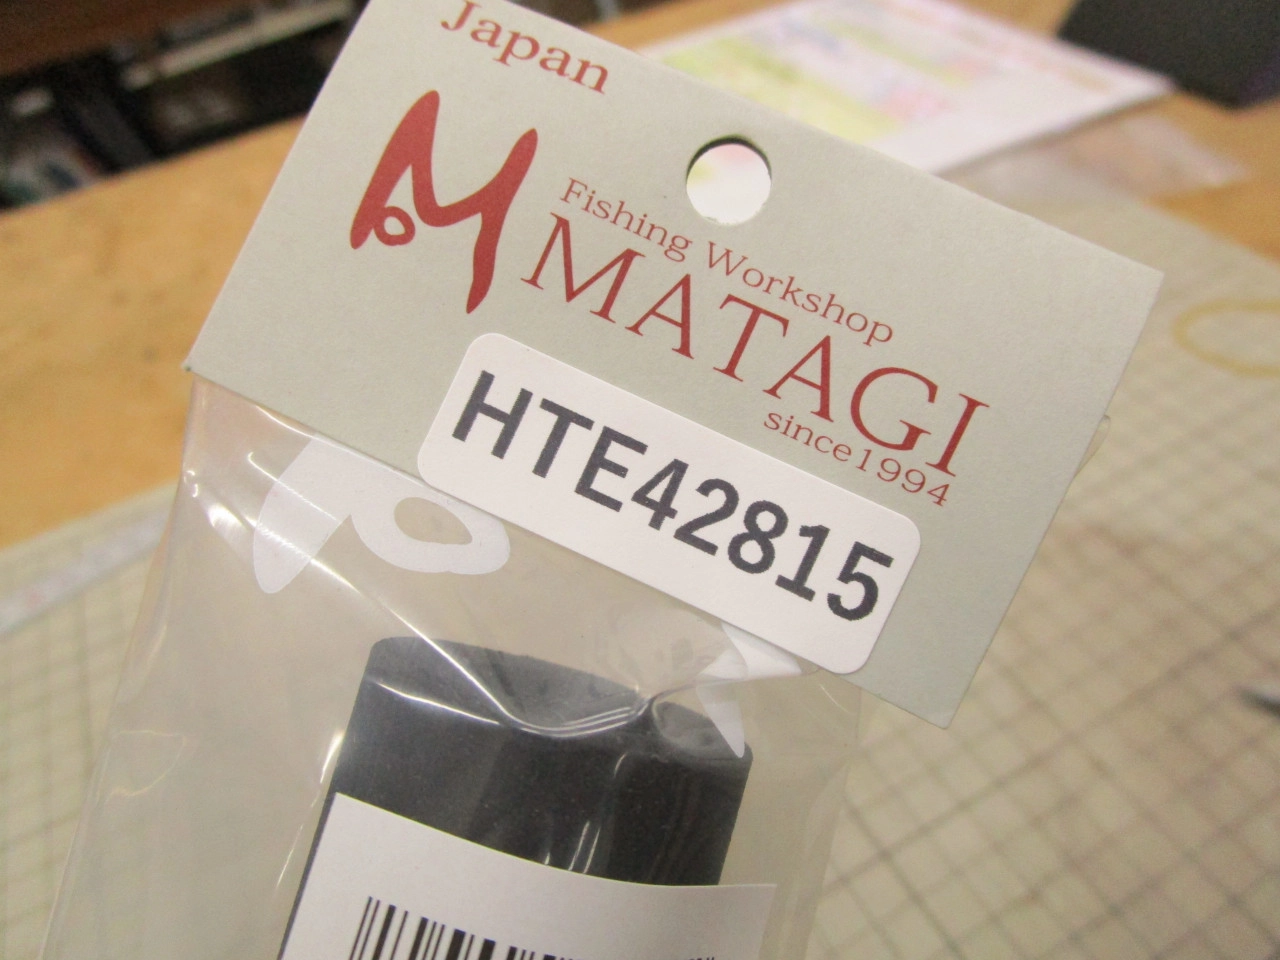 Japan
Fishing Workshop
MATAGI
since1994
HTE42815